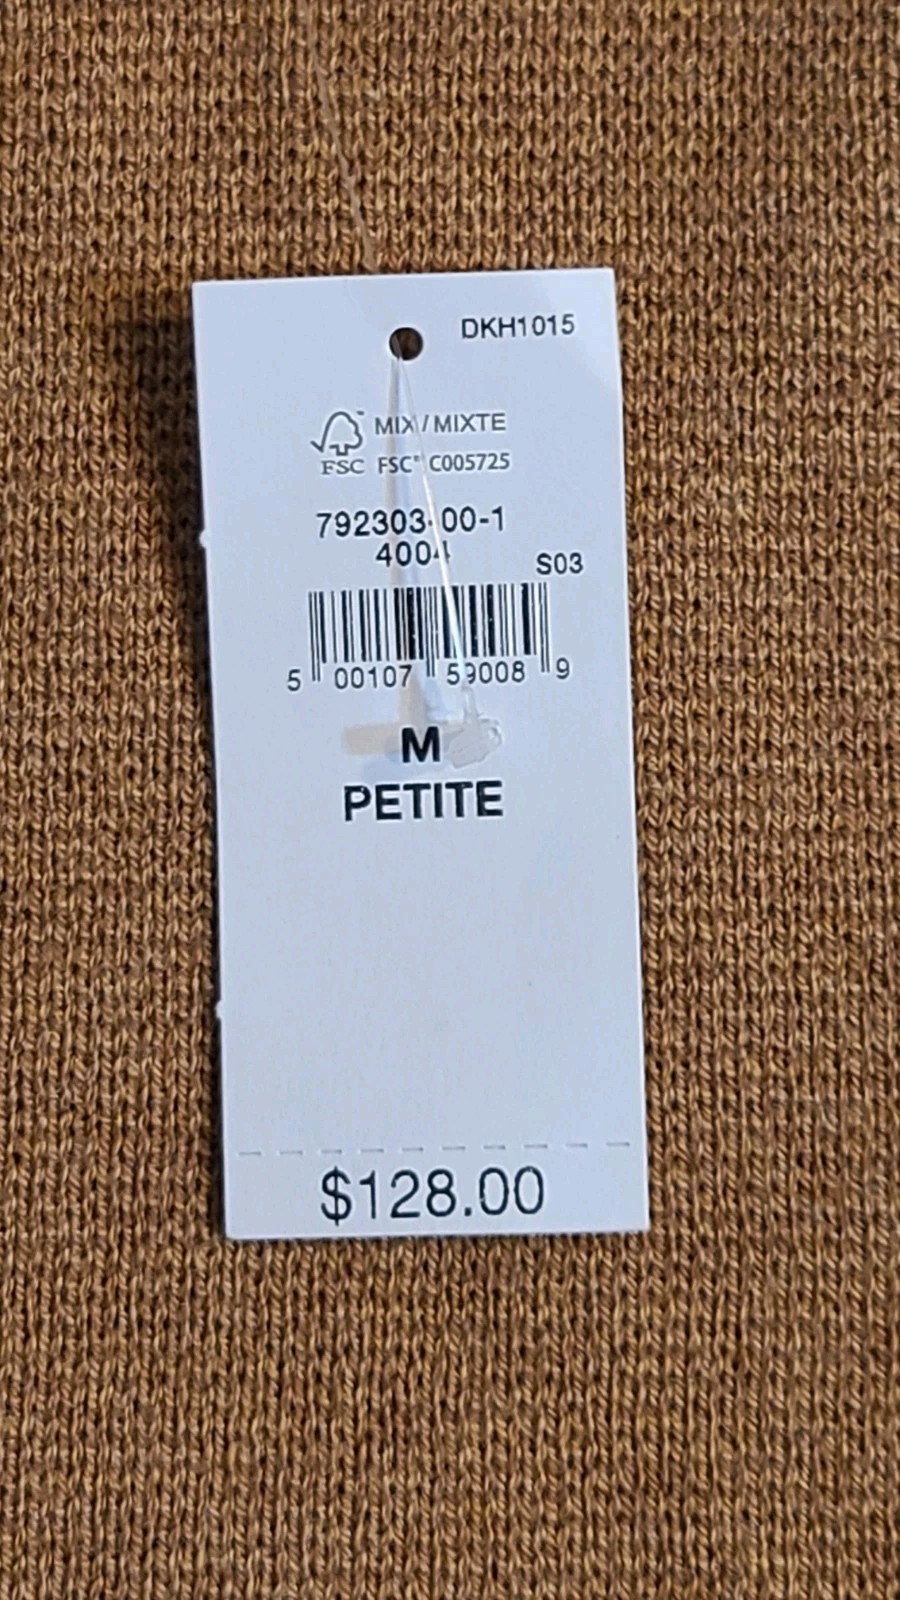 DKH1015
MIX / MIXTE
FSC FSC® C005725
792303-00-1
4004
S03
5 00107 59008 9
M
PETITE
$128.00